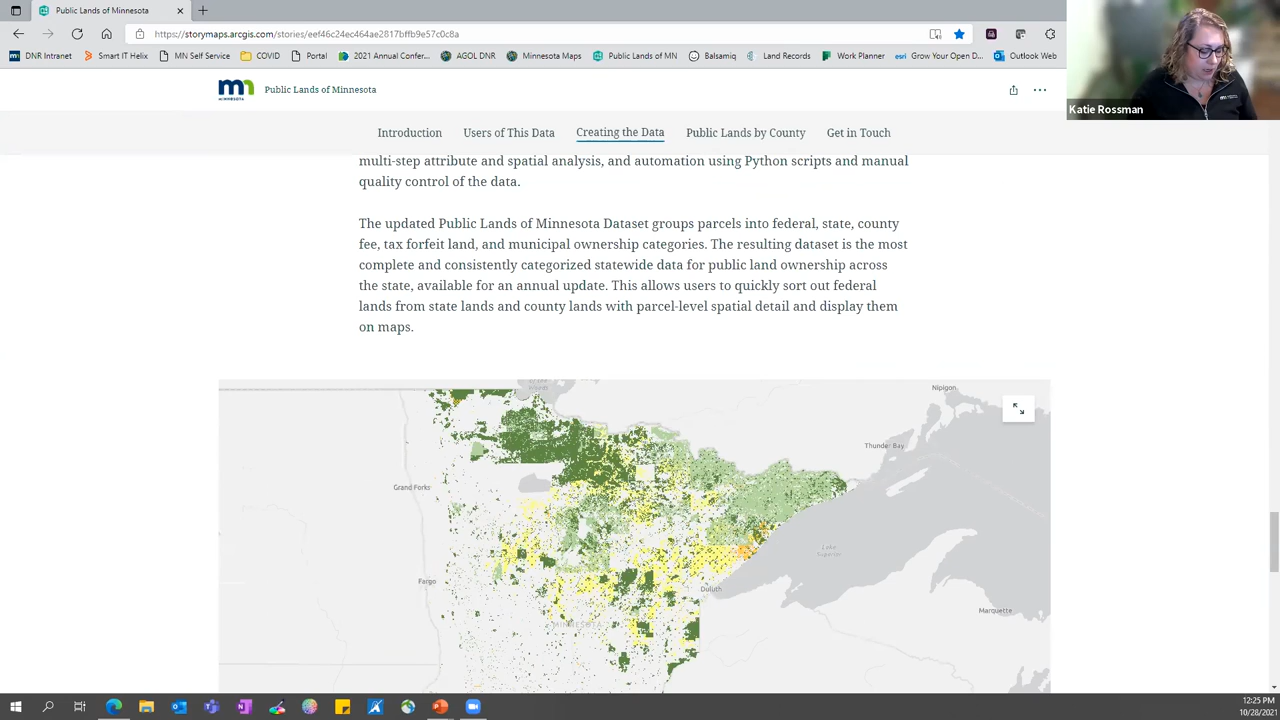 Public Lands of Minnesota
https://storymaps.arcgis.com/stories/eef46c24ec464ae2817bffb9e57c0c8a
DNR Intranet
Smart IT Helix
Service Desk
COVID
Portal
2021 Annual Confer...
AGOL DNR
Minnesota Maps
Public Lands of MN
Balsamiq
Land Records
Work Planner
esri Grow Your Open D...
Outlook Web
Katie Rossman
MINNESOTA
Public Lands of Minnesota
Introduction
Users of This Data
Creating the Data
Public Lands by County
Get in Touch
multi-step attribute and spatial analysis, and automation using Python scripts and manual
quality control of the data.
The updated Public Lands of Minnesota Dataset groups parcels into federal, state, county
fee, tax forfeit land, and municipal ownership categories. The resulting dataset is the most
complete and consistently categorized statewide data for public land ownership across
the state, available for an annual update. This allows users to quickly sort out federal
lands from state lands and county lands with parcel-level spatial detail and display them
on maps.
Nipigon
Thunder Bay
Grand Forks
Lake
Superior
Fargo
Duluth
Marquette
MINNESOTA
12:25 PM
10/28/2021